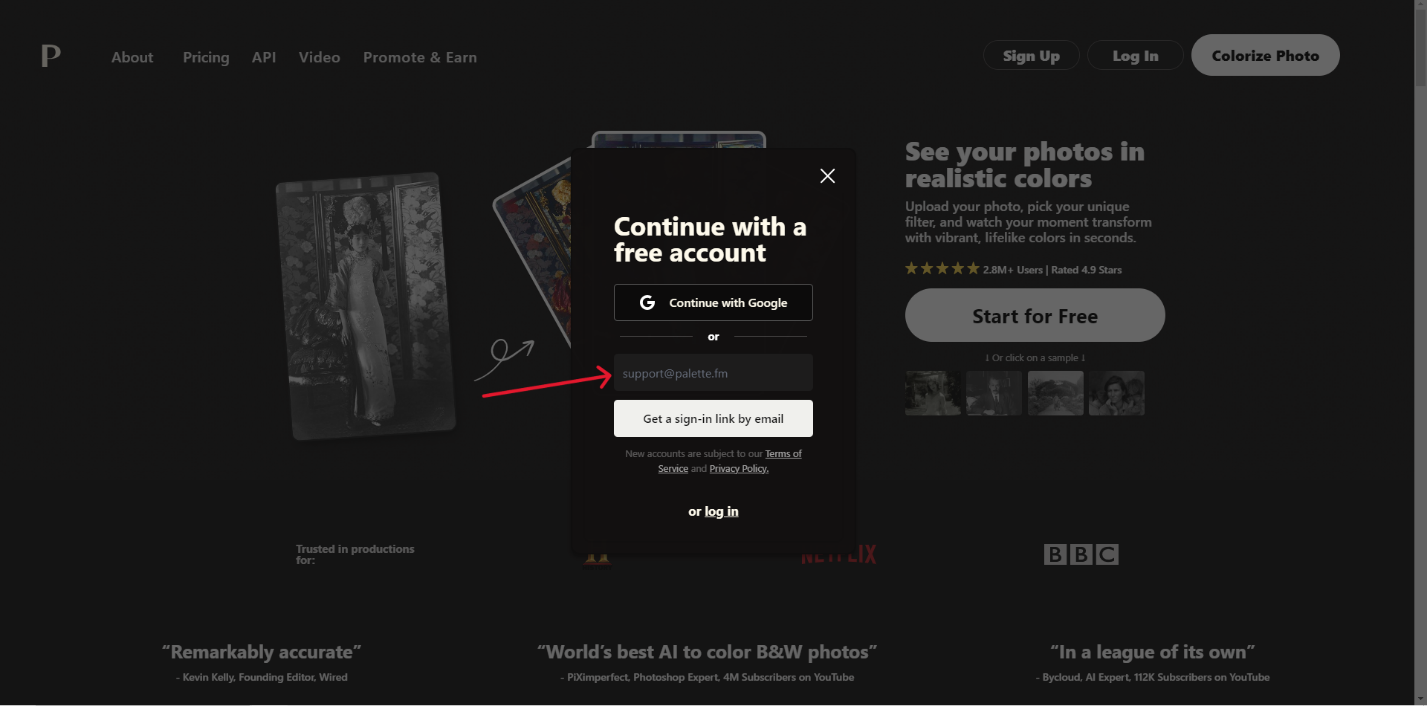 P
About Pricing API Video Promote & Earn
Sign Up Log In Colorize Photo
See your photos in
realistic colors
Upload your photo, pick your unique
filter, and watch your moment transform
with vibrant, lifelike colors in seconds.
2.8M+ Users | Rated 4.9 Stars
Start for Free
↓ Or click on a sample ↓
Continue with a
free account
G Continue with Google
or
support@palette.fm
Get a sign-in link by email
New accounts are subject to our Terms of
Service and Privacy Policy.
or log in
Trusted in productions
for:
NETFLIX
BBC
“Remarkably accurate”
- Kevin Kelly, Founding Editor, Wired
“World’s best AI to color B&W photos”
- PiXimperfect, Photoshop Expert, 4M Subscribers on YouTube
“In a league of its own”
- Bycloud, AI Expert, 112K Subscribers on YouTube